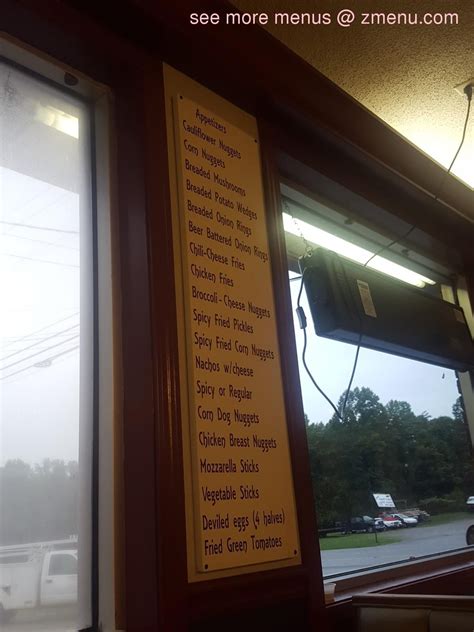 see more menus @ zmenu.com
Appetizers
Cauliflower Nuggets
Corn Nuggets
Breaded Mushrooms
Breaded Potato Wedges
Breaded Onion Rings
Beer Battered Onion Rings
Chili-Cheese Fries
Chicken Fries
Broccoli-Cheese Nuggets
Spicy Fried Pickles
Spicy Fried Corn Nuggets
Nachos w/cheese
Spicy or Regular
Corn Dog Nuggets
Chicken Breast Nuggets
Mozzarella Sticks
Vegetable Sticks
Deviled eggs (4 halves)
Fried Green Tomatoes